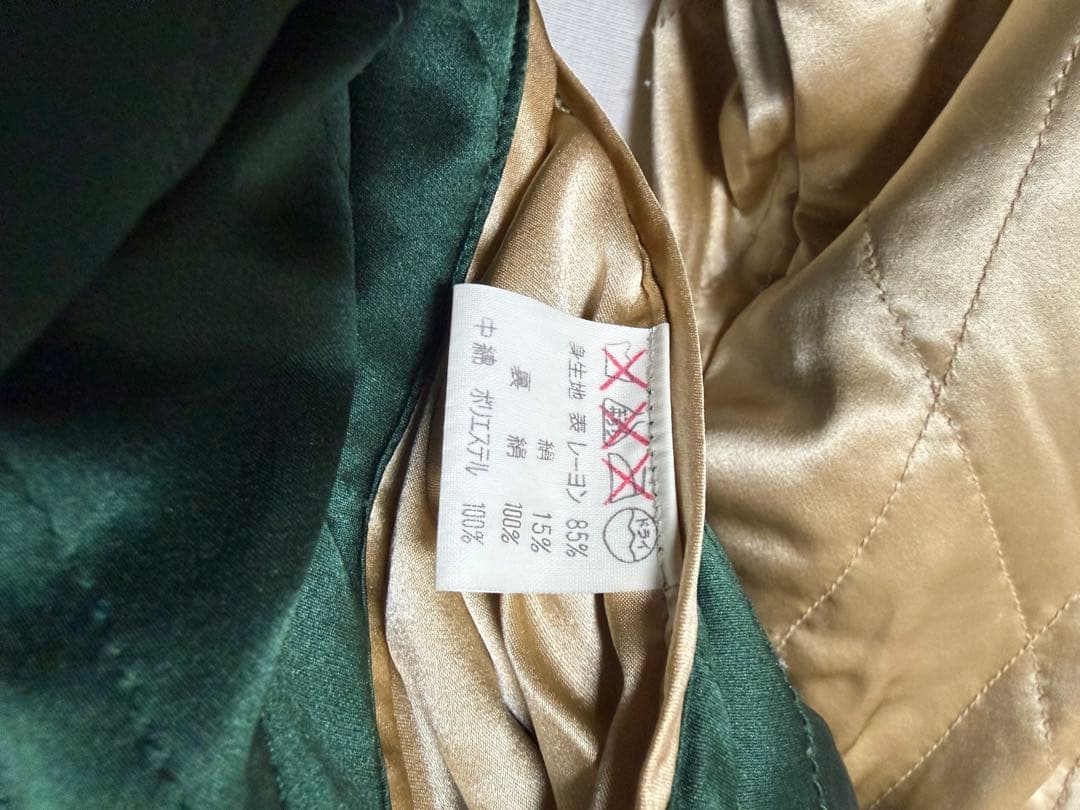 ドライ
身生地 表 レーヨン 85%
絹 15%
裏 絹 100%
中綿 ポリエステル 100%